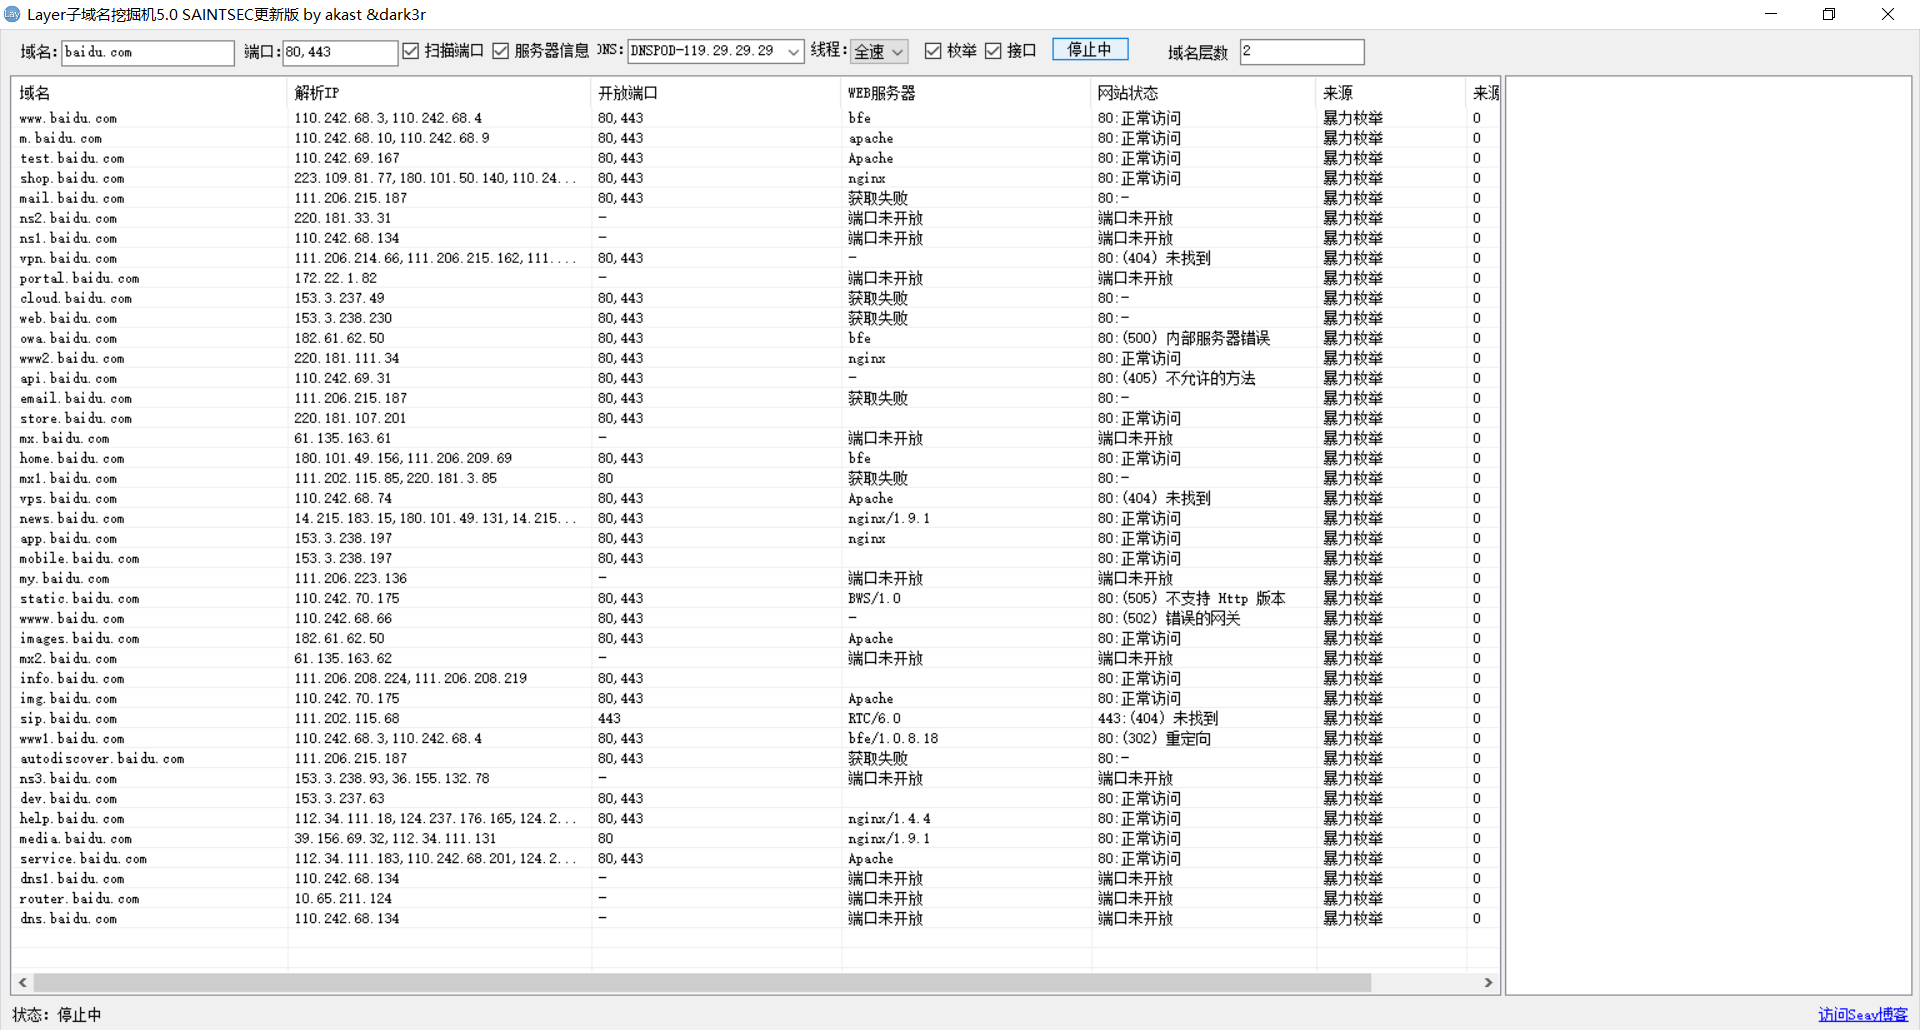 Layer子域名挖掘机5.0 SAINTSEC更新版 by akast &dark3r
域名: baidu.com 端口: 80,443 扫描端口 服务器信息 DNS: DNSPOD-119.29.29.29 线程: 全速 枚举 接口 停止中 域名层数 2
域名 解析IP 开放端口 WEB服务器 网站状态 来源 来源
www.baidu.com 110.242.68.3,110.242.68.4 80,443 bfe 80:正常访问 暴力枚举 0
m.baidu.com 110.242.68.10,110.242.68.9 80,443 apache 80:正常访问 暴力枚举 0
test.baidu.com 110.242.69.167 80,443 Apache 80:正常访问 暴力枚举 0
shop.baidu.com 223.109.81.77,180.101.50.140,110.24... 80,443 nginx 80:正常访问 暴力枚举 0
mail.baidu.com 111.206.215.187 80,443 获取失败 80:- 暴力枚举 0
ns2.baidu.com 220.181.33.31 - 端口未开放 端口未开放 暴力枚举 0
ns1.baidu.com 110.242.68.134 - 端口未开放 端口未开放 暴力枚举 0
vpn.baidu.com 111.206.214.66,111.206.215.162,111.... 80,443 - 80:(404) 未找到 暴力枚举 0
portal.baidu.com 172.22.1.82 - 端口未开放 端口未开放 暴力枚举 0
cloud.baidu.com 153.3.237.49 80,443 获取失败 80:- 暴力枚举 0
web.baidu.com 153.3.238.230 80,443 获取失败 80:- 暴力枚举 0
owa.baidu.com 182.61.62.50 80,443 bfe 80:(500) 内部服务器错误 暴力枚举 0
www2.baidu.com 220.181.111.34 80,443 nginx 80:正常访问 暴力枚举 0
api.baidu.com 110.242.69.31 80,443 - 80:(405) 不允许的方法 暴力枚举 0
email.baidu.com 111.206.215.187 80,443 获取失败 80:- 暴力枚举 0
store.baidu.com 220.181.107.201 80,443 80:正常访问 暴力枚举 0
mx.baidu.com 61.135.163.61 - 端口未开放 端口未开放 暴力枚举 0
home.baidu.com 180.101.49.156,111.206.209.69 80,443 bfe 80:正常访问 暴力枚举 0
mx1.baidu.com 111.202.115.85,220.181.3.85 80 获取失败 80:- 暴力枚举 0
vps.baidu.com 110.242.68.74 80,443 Apache 80:(404) 未找到 暴力枚举 0
news.baidu.com 14.215.183.15,180.101.49.131,14.215... 80,443 nginx/1.9.1 80:正常访问 暴力枚举 0
app.baidu.com 153.3.238.197 80,443 nginx 80:正常访问 暴力枚举 0
mobile.baidu.com 153.3.238.197 80,443 80:正常访问 暴力枚举 0
my.baidu.com 111.206.223.136 - 端口未开放 端口未开放 暴力枚举 0
static.baidu.com 110.242.70.175 80,443 BWS/1.0 80:(505) 不支持 Http 版本 暴力枚举 0
wwww.baidu.com 110.242.68.66 80,443 - 80:(502) 错误的网关 暴力枚举 0
images.baidu.com 182.61.62.50 80,443 Apache 80:正常访问 暴力枚举 0
mx2.baidu.com 61.135.163.62 - 端口未开放 端口未开放 暴力枚举 0
info.baidu.com 111.206.208.224,111.206.208.219 80,443 80:正常访问 暴力枚举 0
img.baidu.com 110.242.70.175 80,443 Apache 80:正常访问 暴力枚举 0
sip.baidu.com 111.202.115.68 443 RTC/6.0 443:(404) 未找到 暴力枚举 0
www1.baidu.com 110.242.68.3,110.242.68.4 80,443 bfe/1.0.8.18 80:(302) 重定向 暴力枚举 0
autodiscover.baidu.com 111.206.215.187 80,443 获取失败 80:- 暴力枚举 0
ns3.baidu.com 153.3.238.93,36.155.132.78 - 端口未开放 端口未开放 暴力枚举 0
dev.baidu.com 153.3.237.63 80,443 80:正常访问 暴力枚举 0
help.baidu.com 112.34.111.18,124.237.176.165,124.2... 80,443 nginx/1.4.4 80:正常访问 暴力枚举 0
media.baidu.com 39.156.69.32,112.34.111.131 80 nginx/1.9.1 80:正常访问 暴力枚举 0
service.baidu.com 112.34.111.183,110.242.68.201,124.2... 80,443 Apache 80:正常访问 暴力枚举 0
dns1.baidu.com 110.242.68.134 - 端口未开放 端口未开放 暴力枚举 0
router.baidu.com 10.65.211.124 - 端口未开放 端口未开放 暴力枚举 0
dns.baidu.com 110.242.68.134 - 端口未开放 端口未开放 暴力枚举 0
状态: 停止中 访问Seay博客